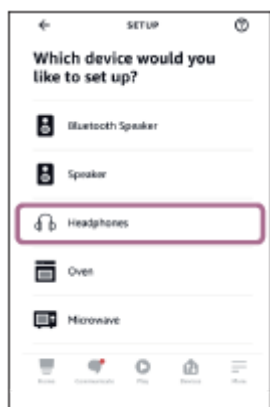 SETUP
Which device would you
like to set up?
Bluetooth Speaker
Speaker
Headphones
Oven
Microwave
Home Communicate Play Devices More